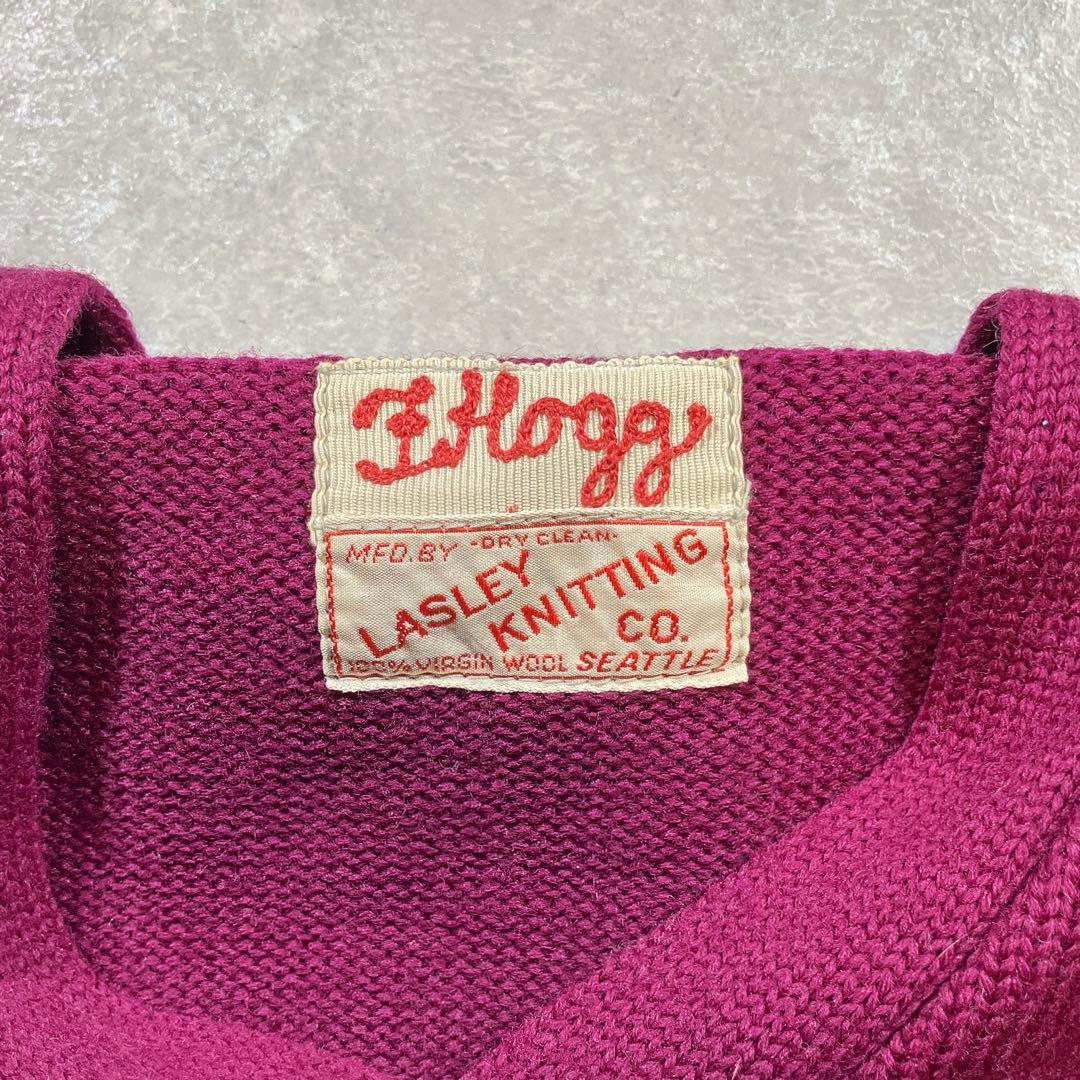 F. Hogg
MFD. BY -DRY CLEAN-
LASLEY
KNITTING
CO.
100% VIRGIN WOOL SEATTLE